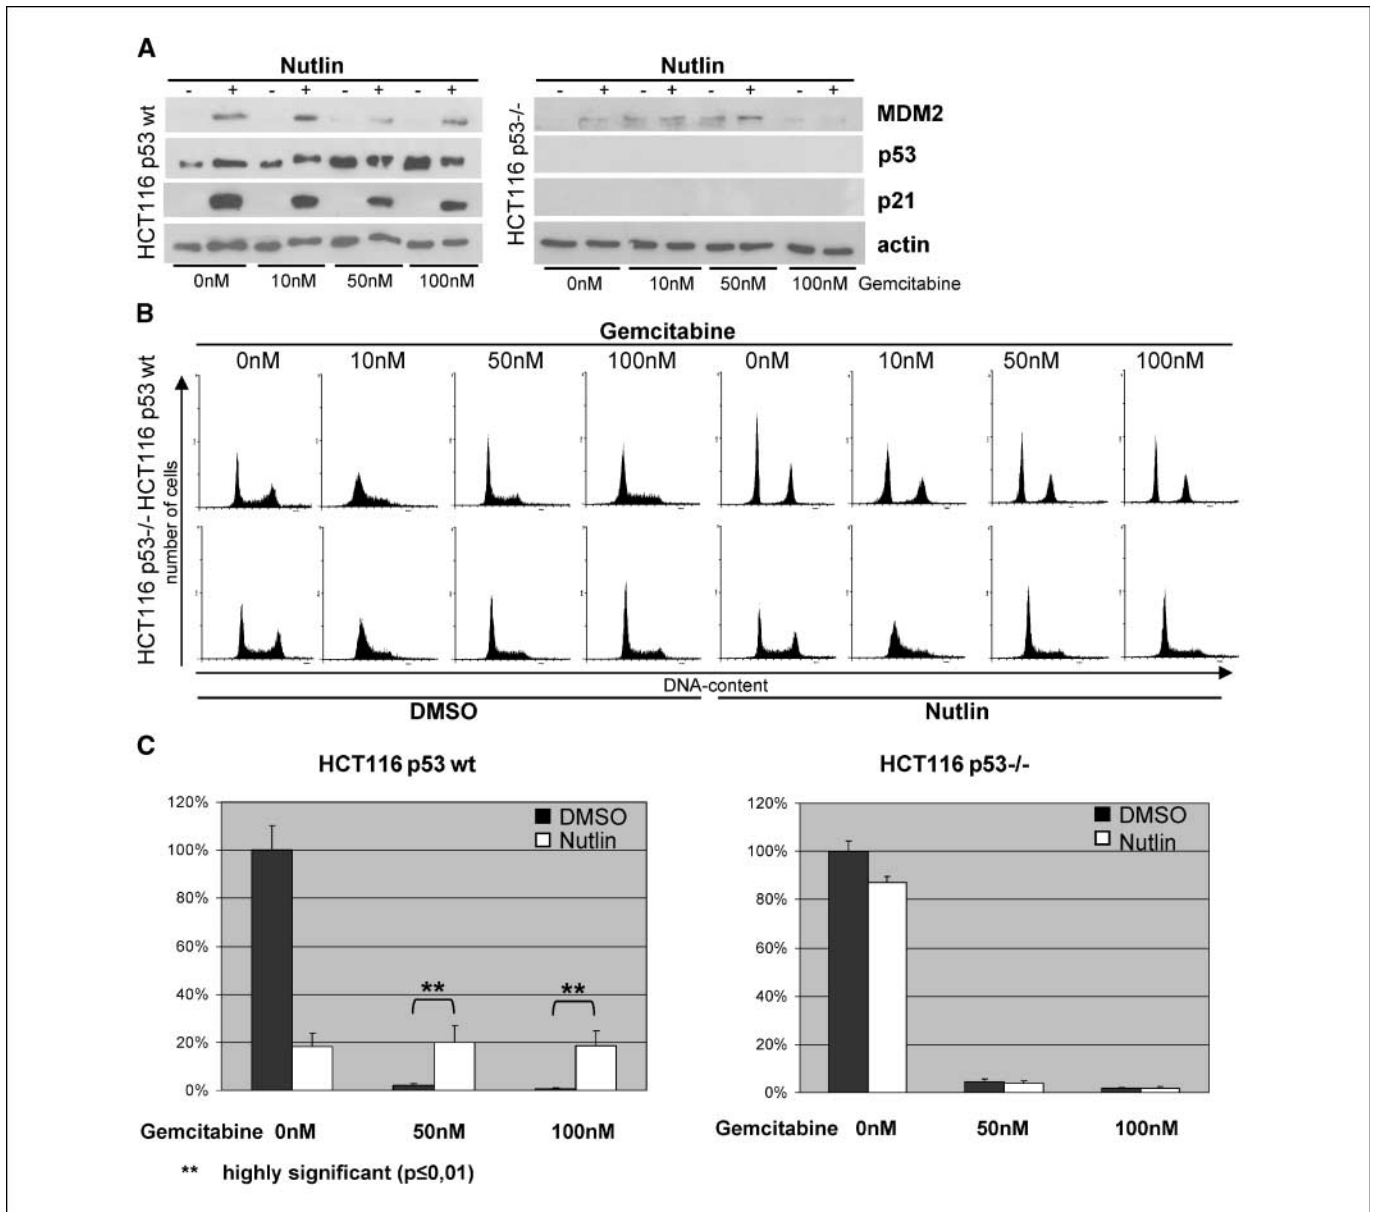 A
Nutlin
Nutlin
- + - + - + - +
- + - + - + - +
HCT116 p53 wt
HCT116 p53-/-
MDM2
p53
p21
actin
0nM 10nM 50nM 100nM
0nM 10nM 50nM 100nM Gemcitabine
B
Gemcitabine
0nM 10nM 50nM 100nM 0nM 10nM 50nM 100nM
HCT116 p53-/- HCT116 p53 wt
number of cells
DNA-content
DMSO
Nutlin
C
HCT116 p53 wt
HCT116 p53-/-
120%
100%
80%
60%
40%
20%
0%
DMSO
Nutlin
**
**
Gemcitabine 0nM 50nM 100nM
120%
100%
80%
60%
40%
20%
0%
DMSO
Nutlin
Gemcitabine 0nM 50nM 100nM
** highly significant (p≤0,01)